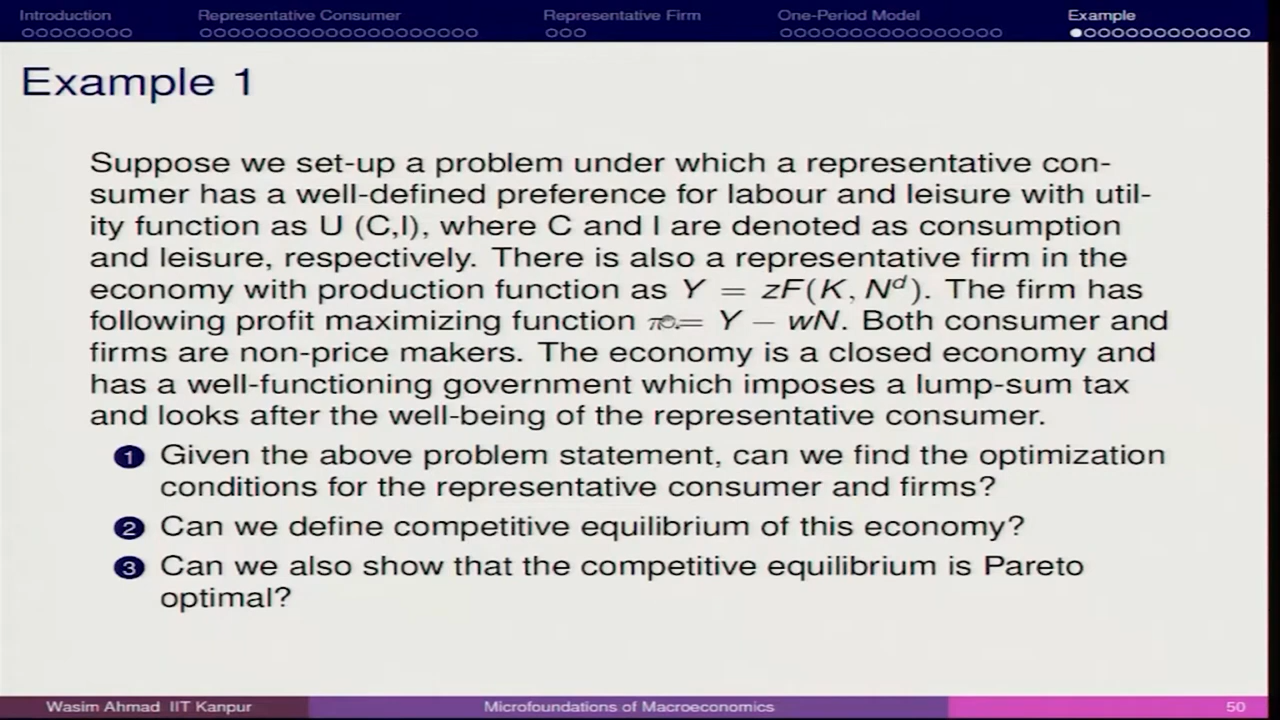 Introduction Representative Consumer Representative Firm One-Period Model Example
Example 1
Suppose we set-up a problem under which a representative con-
sumer has a well-defined preference for labour and leisure with util-
ity function as U (C,l), where C and l are denoted as consumption
and leisure, respectively. There is also a representative firm in the
economy with production function as Y = zF(K, N^d). The firm has
following profit maximizing function π = Y − wN. Both consumer and
firms are non-price makers. The economy is a closed economy and
has a well-functioning government which imposes a lump-sum tax
and looks after the well-being of the representative consumer.
1 Given the above problem statement, can we find the optimization
conditions for the representative consumer and firms?
2 Can we define competitive equilibrium of this economy?
3 Can we also show that the competitive equilibrium is Pareto
optimal?
Wasim Ahmad IIT Kanpur Microfoundations of Macroeconomics 50